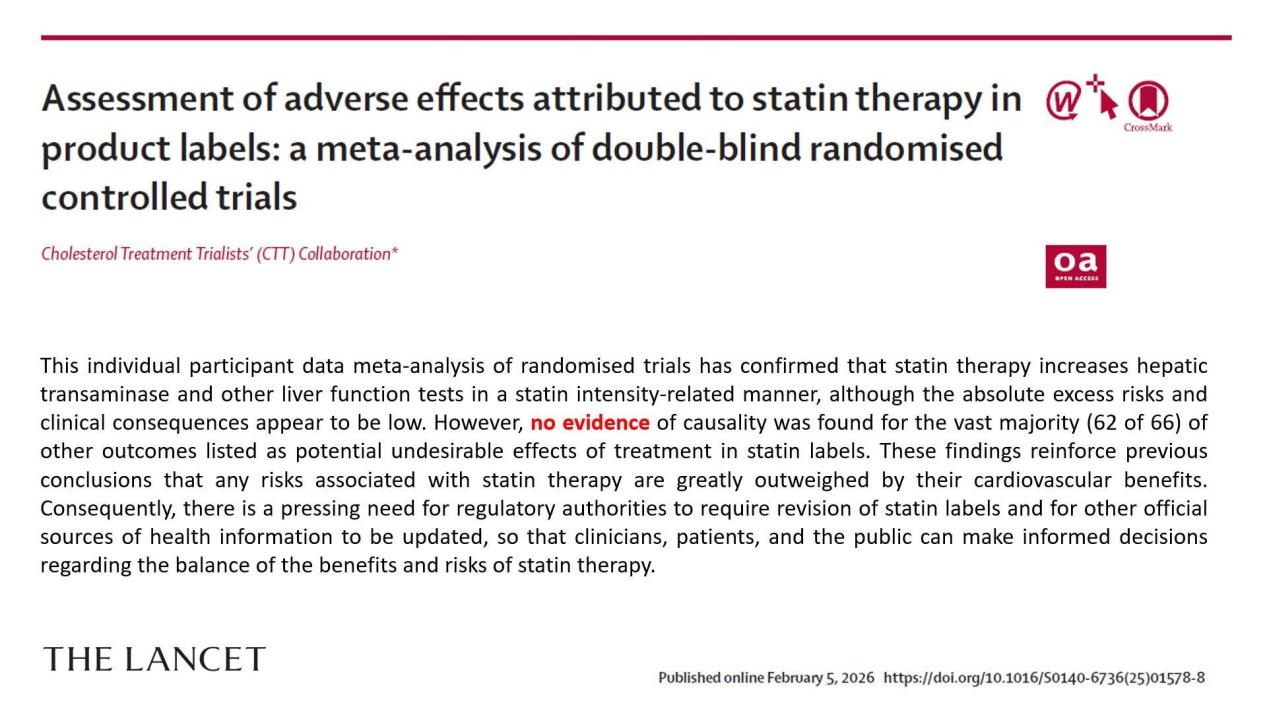 Assessment of adverse effects attributed to statin therapy in
product labels: a meta-analysis of double-blind randomised
controlled trials
W
CrossMark
Cholesterol Treatment Trialists’ (CTT) Collaboration*
oa
OPEN ACCESS
This individual participant data meta-analysis of randomised trials has confirmed that statin therapy increases hepatic
transaminase and other liver function tests in a statin intensity-related manner, although the absolute excess risks and
clinical consequences appear to be low. However, no evidence of causality was found for the vast majority (62 of 66) of
other outcomes listed as potential undesirable effects of treatment in statin labels. These findings reinforce previous
conclusions that any risks associated with statin therapy are greatly outweighed by their cardiovascular benefits.
Consequently, there is a pressing need for regulatory authorities to require revision of statin labels and for other official
sources of health information to be updated, so that clinicians, patients, and the public can make informed decisions
regarding the balance of the benefits and risks of statin therapy.
THE LANCET
Published online February 5, 2026 https://doi.org/10.1016/S0140-6736(25)01578-8